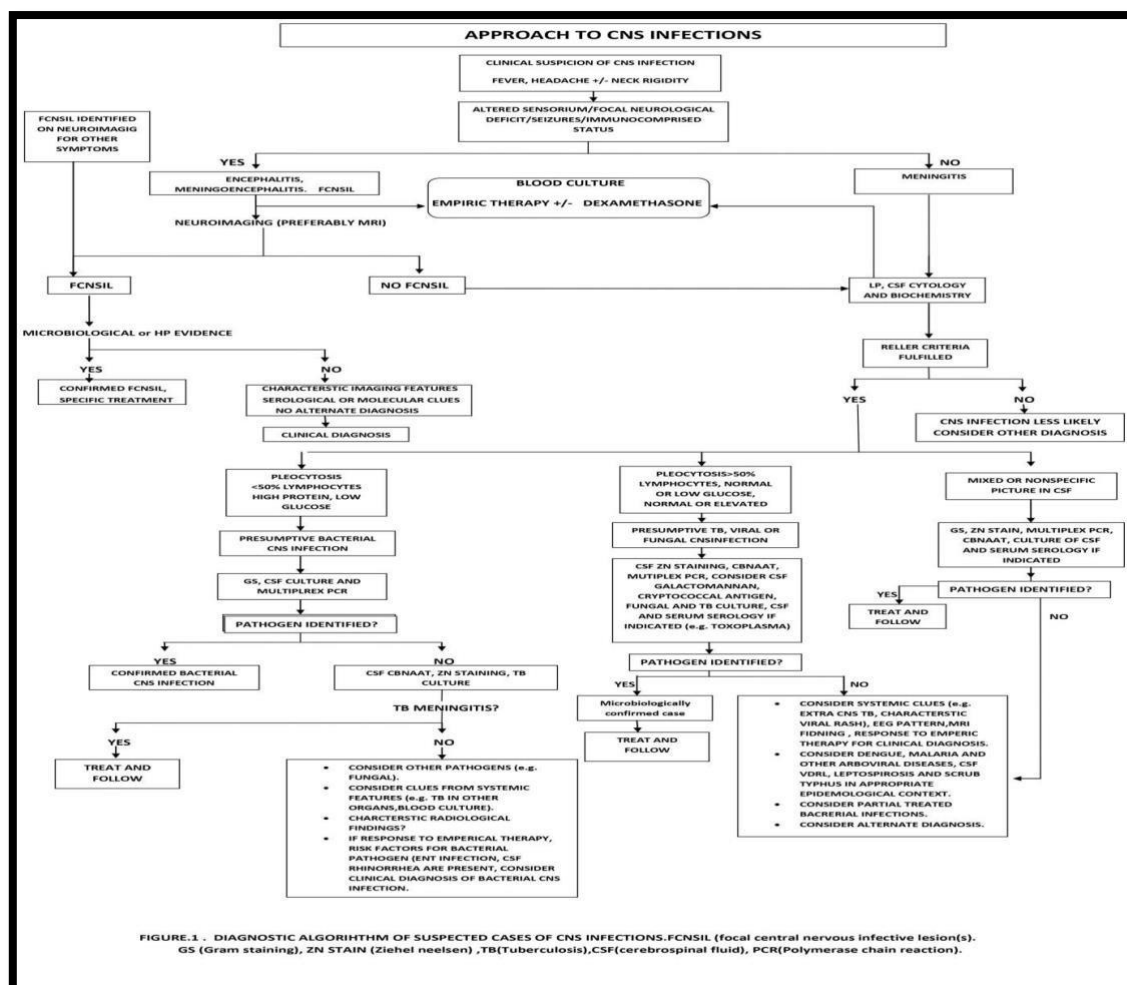 APPROACH TO CNS INFECTIONS
CLINICAL SUSPICION OF CNS INFECTION
FEVER, HEADACHE +/- NECK RIGIDITY
ALTERED SENSORIUM/FOCAL NEUROLOGICAL
DEFICIT/SEIZURES/IMMUNOCOMPRISED
STATUS
FCNSIL IDENTIFIED
ON NEUROIMAGIG
FOR OTHER
SYMPTOMS
YES
NO
ENCEPHALITIS,
MENINGOENCEPHALITIS. FCNSIL
BLOOD CULTURE
EMPIRIC THERAPY +/- DEXAMETHASONE
MENINGITIS
NEUROIMAGING (PREFERABLY MRI)
FCNSIL
NO FCNSIL
LP, CSF CYTOLOGY
AND BIOCHEMISTRY
MICROBIOLOGICAL or HP EVIDENCE
RELLER CRITERIA
FULFILLED
YES
NO
CONFIRMED FCNSIL,
SPECIFIC TREATMENT
CHARACTERSTIC IMAGING FEATURES
SEROLOGICAL OR MOLECULAR CLUES
NO ALTERNATE DIAGNOSIS
CLINICAL DIAGNOSIS
YES
NO
CNS INFECTION LESS LIKELY
CONSIDER OTHER DIAGNOSIS
PLEOCYTOSIS
<50% LYMPHOCYTES
HIGH PROTEIN, LOW
GLUCOSE
PLEOCYTOSIS>50%
LYMPHOCYTES, NORMAL
OR LOW GLUCOSE,
NORMAL OR ELEVATED
MIXED OR NONSPECIFIC
PICTURE IN CSF
PRESUMPTIVE BACTERIAL
CNS INFECTION
PRESUMPTIVE TB, VIRAL OR
FUNGAL CNSINFECTION
GS, ZN STAIN, MULTIPLEX PCR,
CBNAAT, CULTURE OF CSF
AND SERUM SEROLOGY IF
INDICATED
GS, CSF CULTURE AND
MULTIPLREX PCR
CSF ZN STAINING, CBNAAT,
MUTIPLEX PCR, CONSIDER CSF
GALACTOMANNAN,
CRYPTOCOCCAL ANTIGEN,
FUNGAL AND TB CULTURE, CSF
AND SERUM SEROLOGY IF
INDICATED (e.g. TOXOPLASMA)
PATHOGEN IDENTIFIED?
YES
NO
TREAT AND
FOLLOW
PATHOGEN IDENTIFIED?
YES
NO
CONFIRMED BACTERIAL
CNS INFECTION
CSF CBNAAT, ZN STAINING, TB
CULTURE
PATHOGEN IDENTIFIED?
YES
NO
Microbiologically
confirmed case
TREAT AND
FOLLOW
• CONSIDER SYSTEMIC CLUES (e.g.
EXTRA CNS TB, CHARACTERSTIC
VIRAL RASH), EEG PATTERN,MRI
FIDNING , RESPONSE TO EMPERIC
THERAPY FOR CLINICAL DIAGNOSIS.
• CONSIDER DENGUE, MALARIA AND
OTHER ARBOVIRAL DISEASES, CSF
VDRL, LEPTOSPIROSIS AND SCRUB
TYPHUS IN APPROPRIATE
EPIDEMOLOGICAL CONTEXT.
• CONSIDER PARTIAL TREATED
BACRERIAL INFECTIONS.
• CONSIDER ALTERNATE DIAGNOSIS.
TB MENINGITIS?
YES
NO
TREAT AND
FOLLOW
• CONSIDER OTHER PATHOGENS (e.g.
FUNGAL).
• CONSIDER CLUES FROM SYSTEMIC
FEATURES (e.g. TB IN OTHER
ORGANS,BLOOD CULTURE).
• CHARCTERSTIC RADIOLOGICAL
FINDINGS?
• IF RESPONSE TO EMPERICAL THERAPY,
RISK FACTORS FOR BACTERIAL
PATHOGEN (ENT INFECTION, CSF
RHINORRHEA ARE PRESENT, CONSIDER
CLINICAL DIAGNOSIS OF BACTERIAL CNS
INFECTION.
FIGURE.1 . DIAGNOSTIC ALGORIHTHM OF SUSPECTED CASES OF CNS INFECTIONS.FCNSIL (focal central nervous infective lesion(s).
GS (Gram staining), ZN STAIN (Ziehel neelsen) ,TB(Tuberculosis),CSF(cerebrospinal fluid), PCR(Polymerase chain reaction).